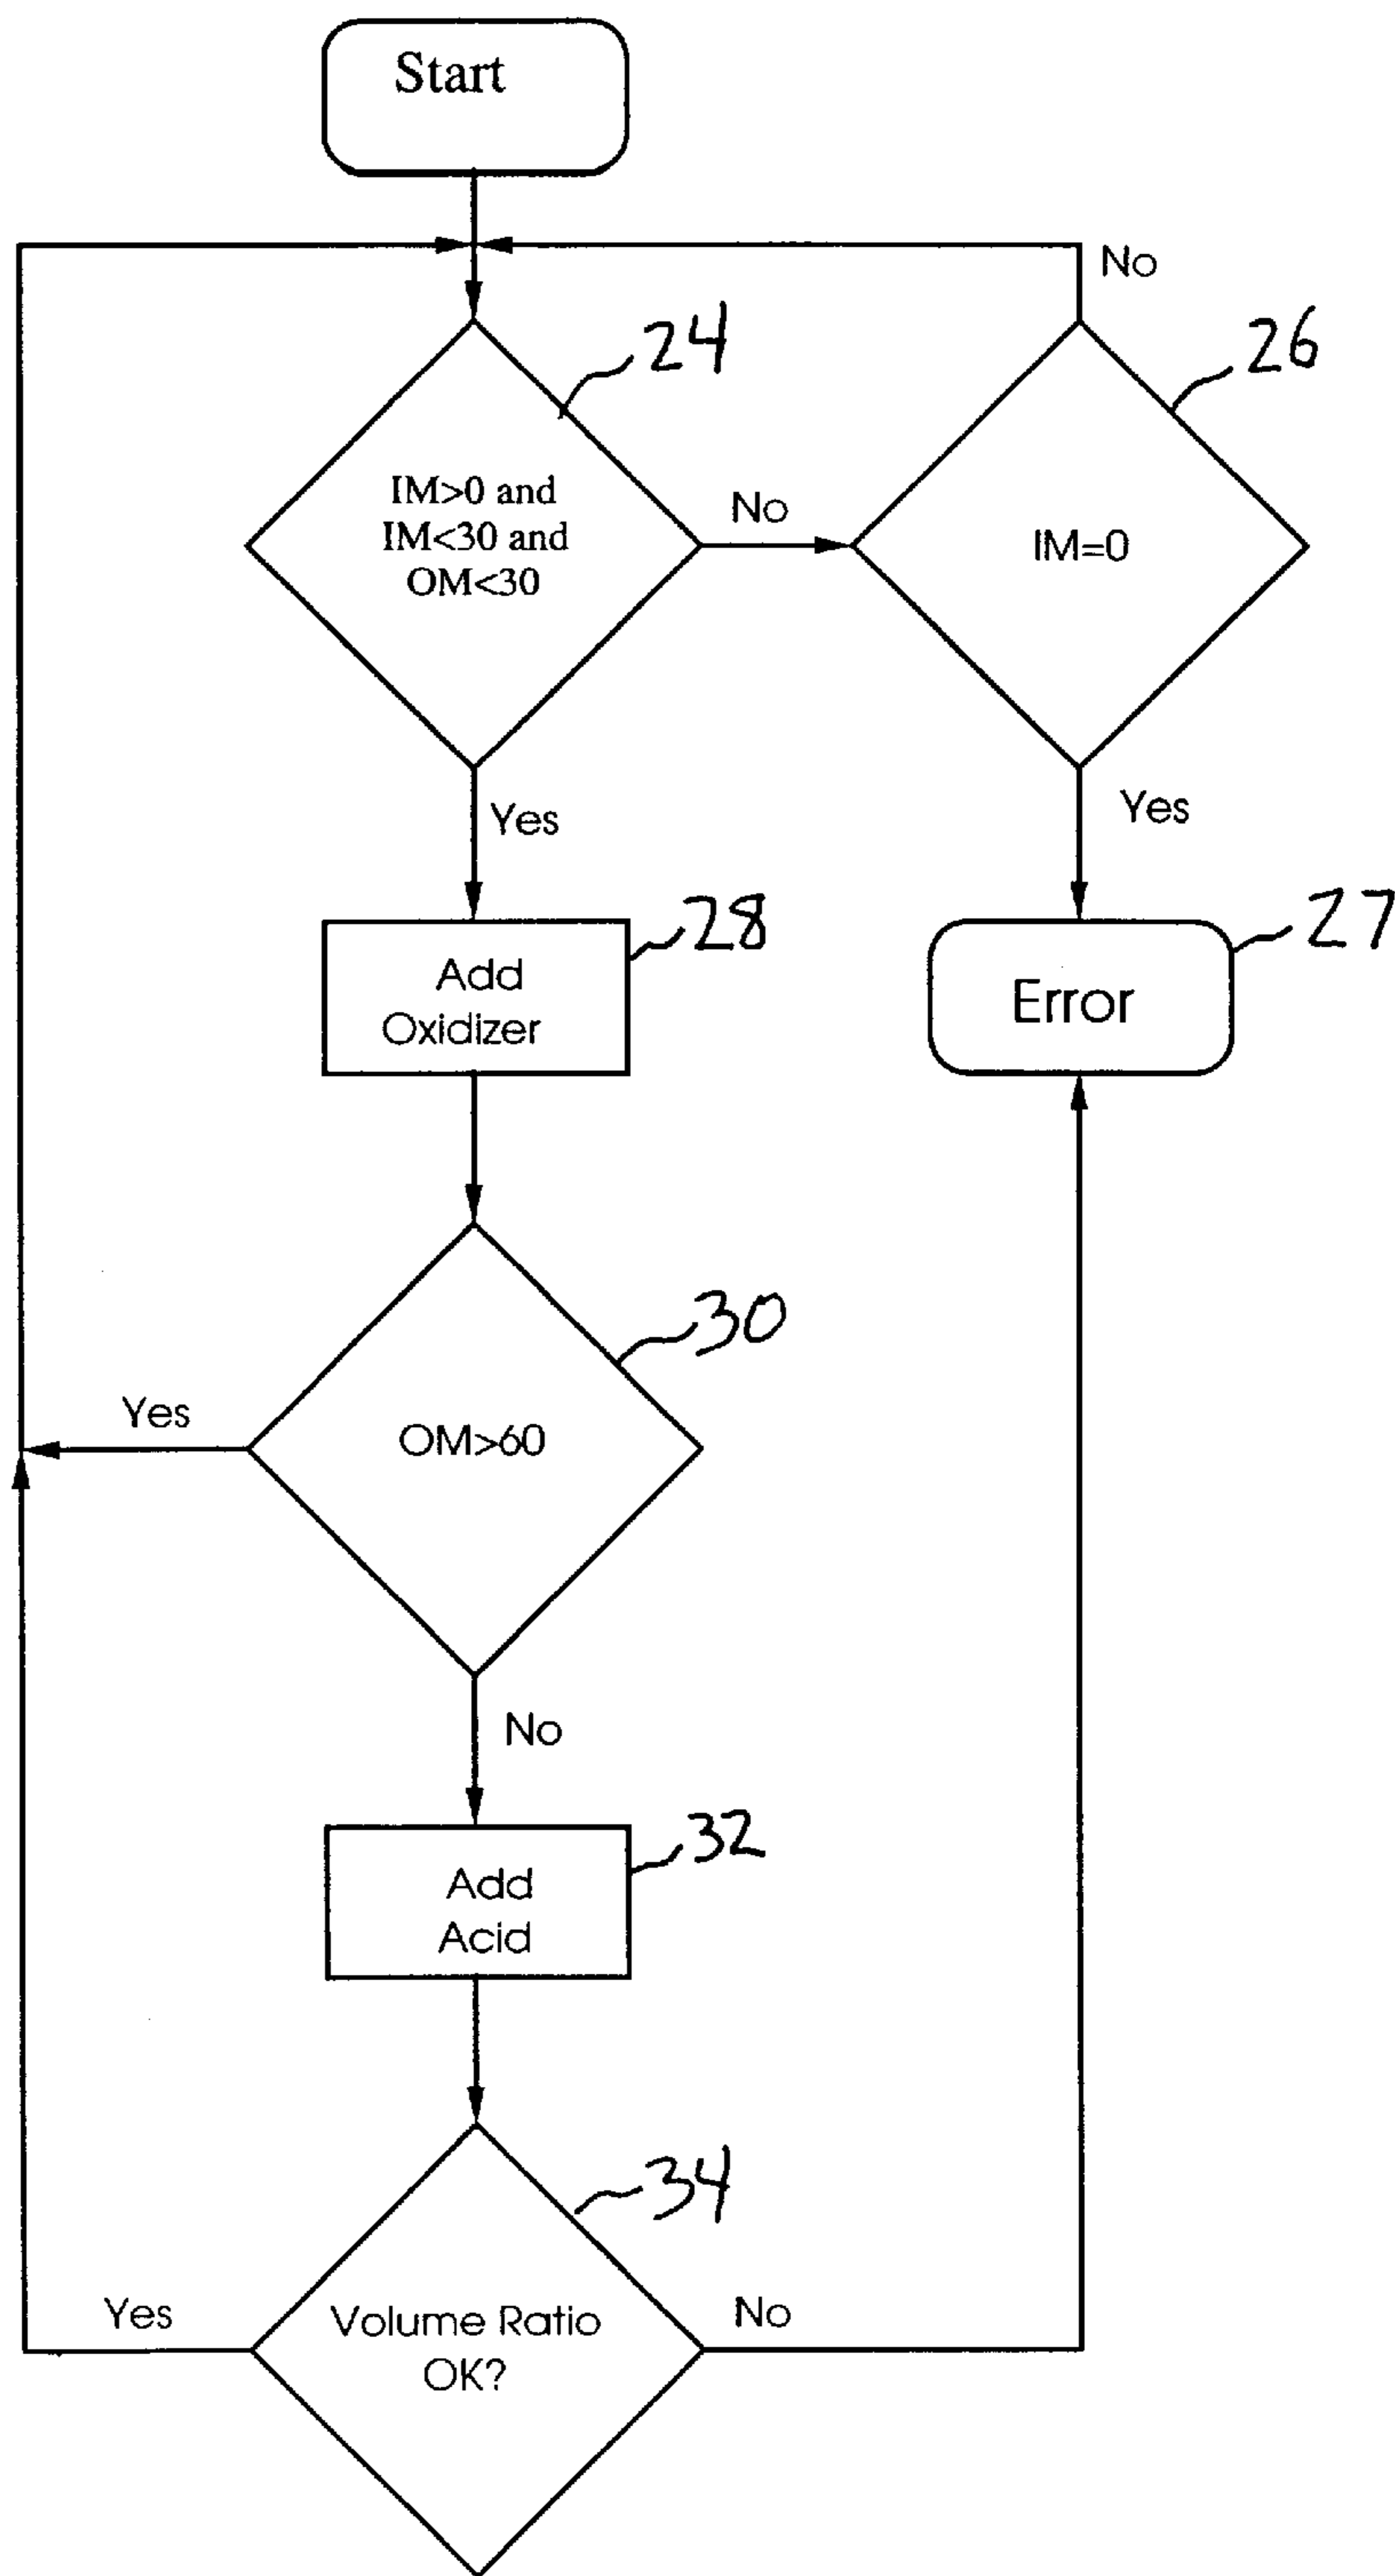 Start
No
24
26
IM>0 and
IM<30 and
OM<30
No
IM=0
Yes
Yes
28
27
Add
Oxidizer
Error
30
Yes
OM>60
No
32
Add
Acid
34
Yes
Volume Ratio
OK?
No